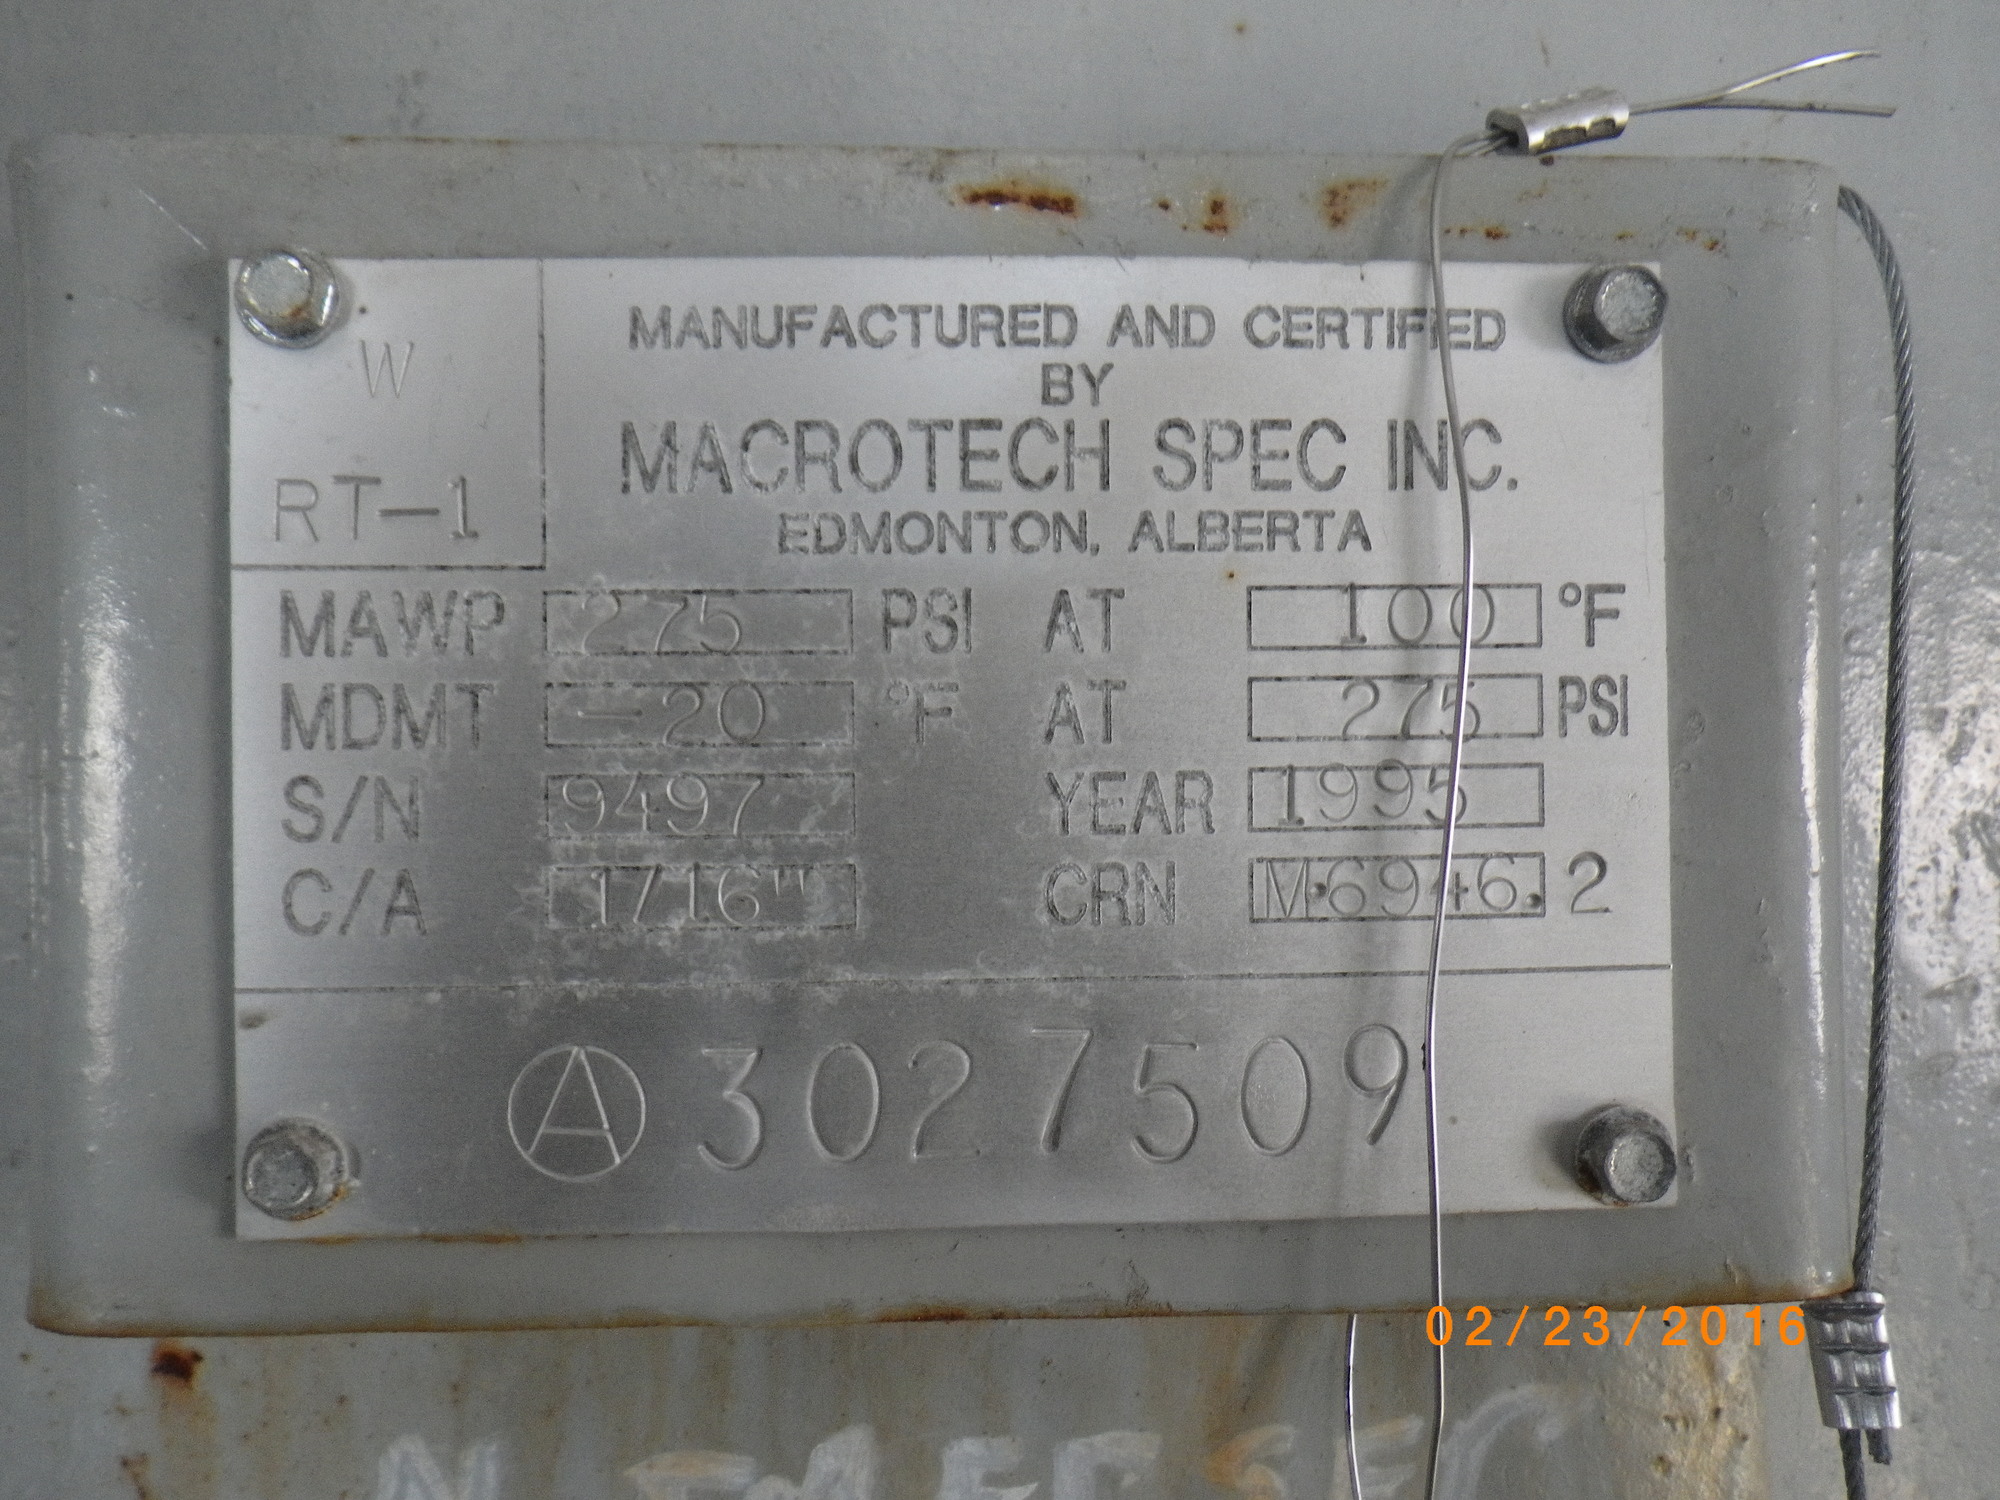 W
RT-1
MANUFACTURED AND CERTIFIED
BY
MACROTECH SPEC INC.
EDMONTON, ALBERTA
MAWP 275 PSI AT 100 °F
MDMT -20 °F AT 275 PSI
S/N 9497 YEAR 1995
C/A 1/16" CRN M·6946.2
Ⓐ 3027509
02/23/2016